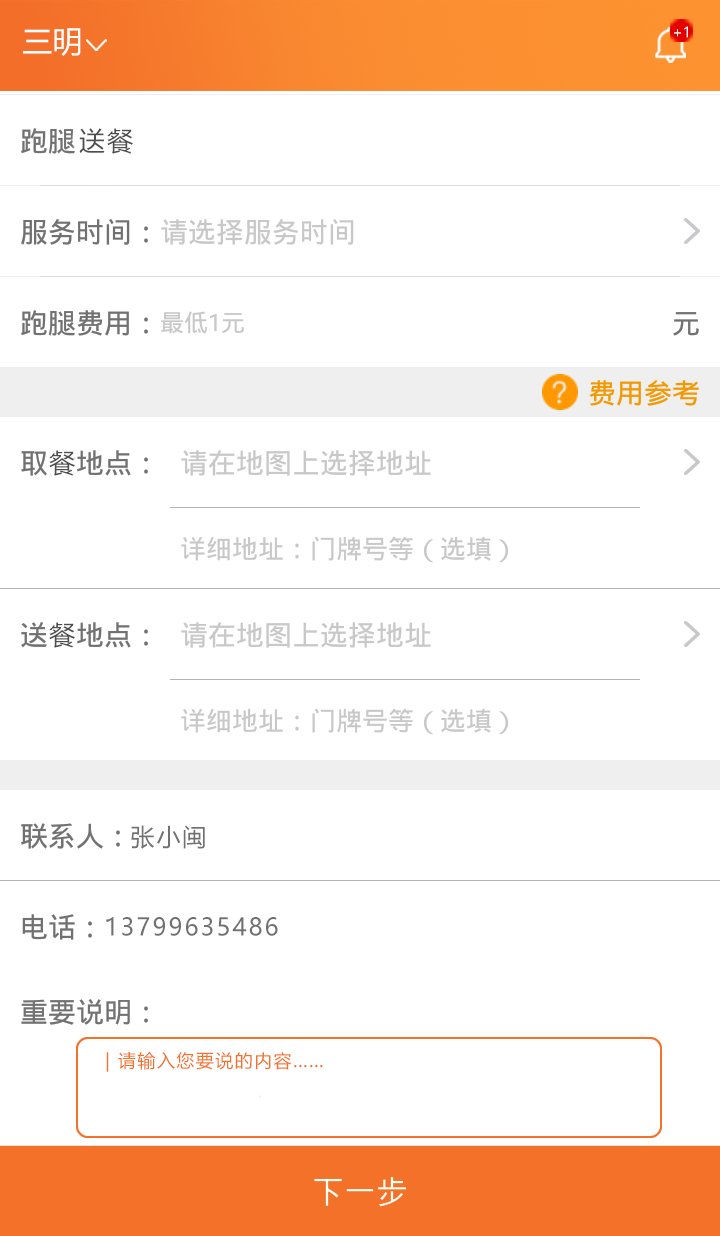 三明
+1
跑腿送餐
服务时间：请选择服务时间
跑腿费用：最低1元 元
? 费用参考
取餐地点： 请在地图上选择地址
详细地址：门牌号等（选填）
送餐地点： 请在地图上选择地址
详细地址：门牌号等（选填）
联系人：张小闽
电话：13799635486
重要说明：
| 请输入您要说的内容……
下一步